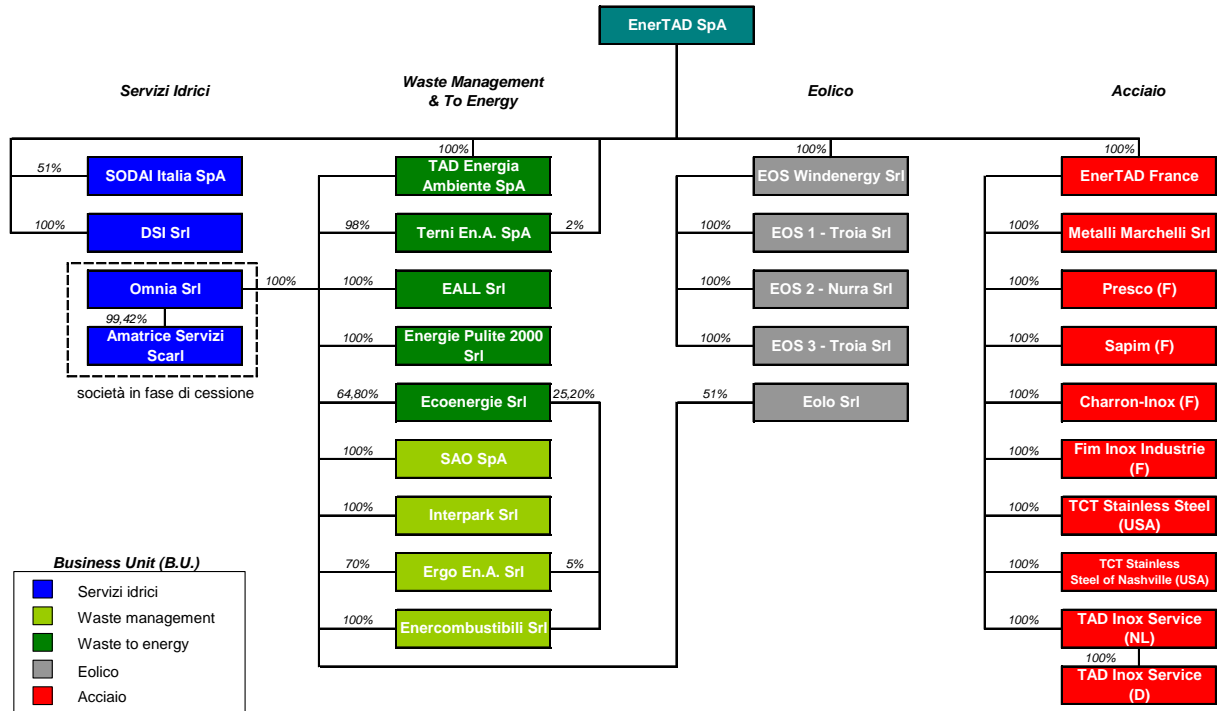 EnerTAD SpA
Servizi Idrici
Waste Management
& To Energy
Eolico
Acciaio
51%
SODAI Italia SpA
100%
DSI Srl
Omnia Srl
100%
99,42%
Amatrice Servizi
Scarl
società in fase di cessione
100%
TAD Energia
Ambiente SpA
98%
Terni En.A. SpA
2%
100%
EALL Srl
100%
Energie Pulite 2000
Srl
64,80%
Ecoenergie Srl
25,20%
100%
SAO SpA
100%
Interpark Srl
70%
Ergo En.A. Srl
5%
100%
Enercombustibili Srl
100%
EOS Windenergy Srl
100%
EOS 1 - Troia Srl
100%
EOS 2 - Nurra Srl
100%
EOS 3 - Troia Srl
51%
Eolo Srl
100%
EnerTAD France
100%
Metalli Marchelli Srl
100%
Presco (F)
100%
Sapim (F)
100%
Charron-Inox (F)
100%
Fim Inox Industrie
(F)
100%
TCT Stainless Steel
(USA)
100%
TCT Stainless
Steel of Nashville (USA)
100%
TAD Inox Service
(NL)
100%
TAD Inox Service
(D)
Business Unit (B.U.)
Servizi idrici
Waste management
Waste to energy
Eolico
Acciaio